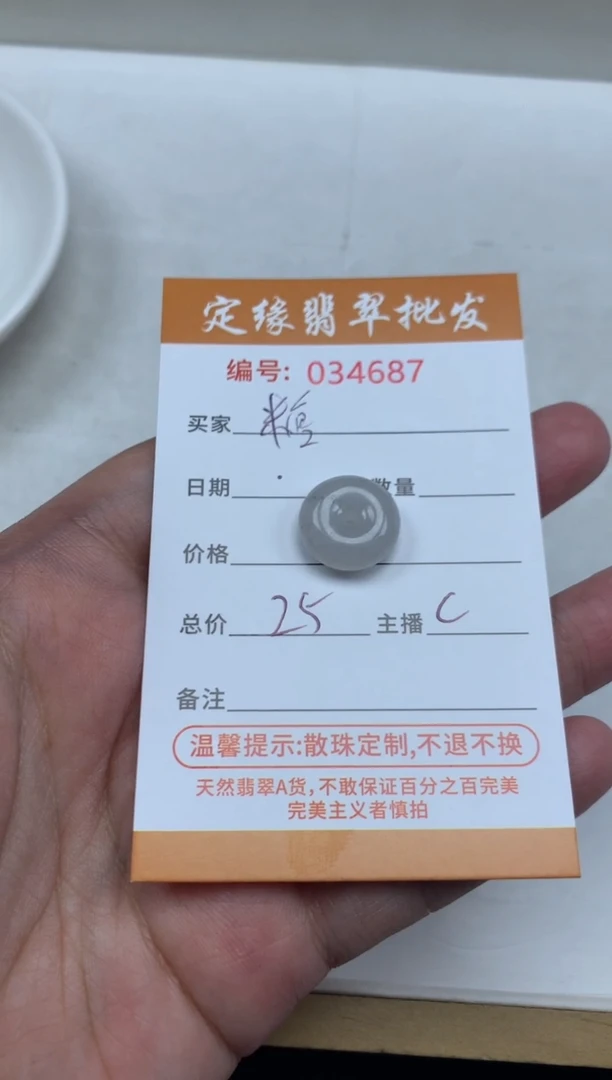 定缘翡翠批发
编号: 034687
买家
日期 数量
价格
总价 25 主播 C
备注
温馨提示:散珠定制,不退不换
天然翡翠A货,不敢保证百分之百完美
完美主义者慎拍